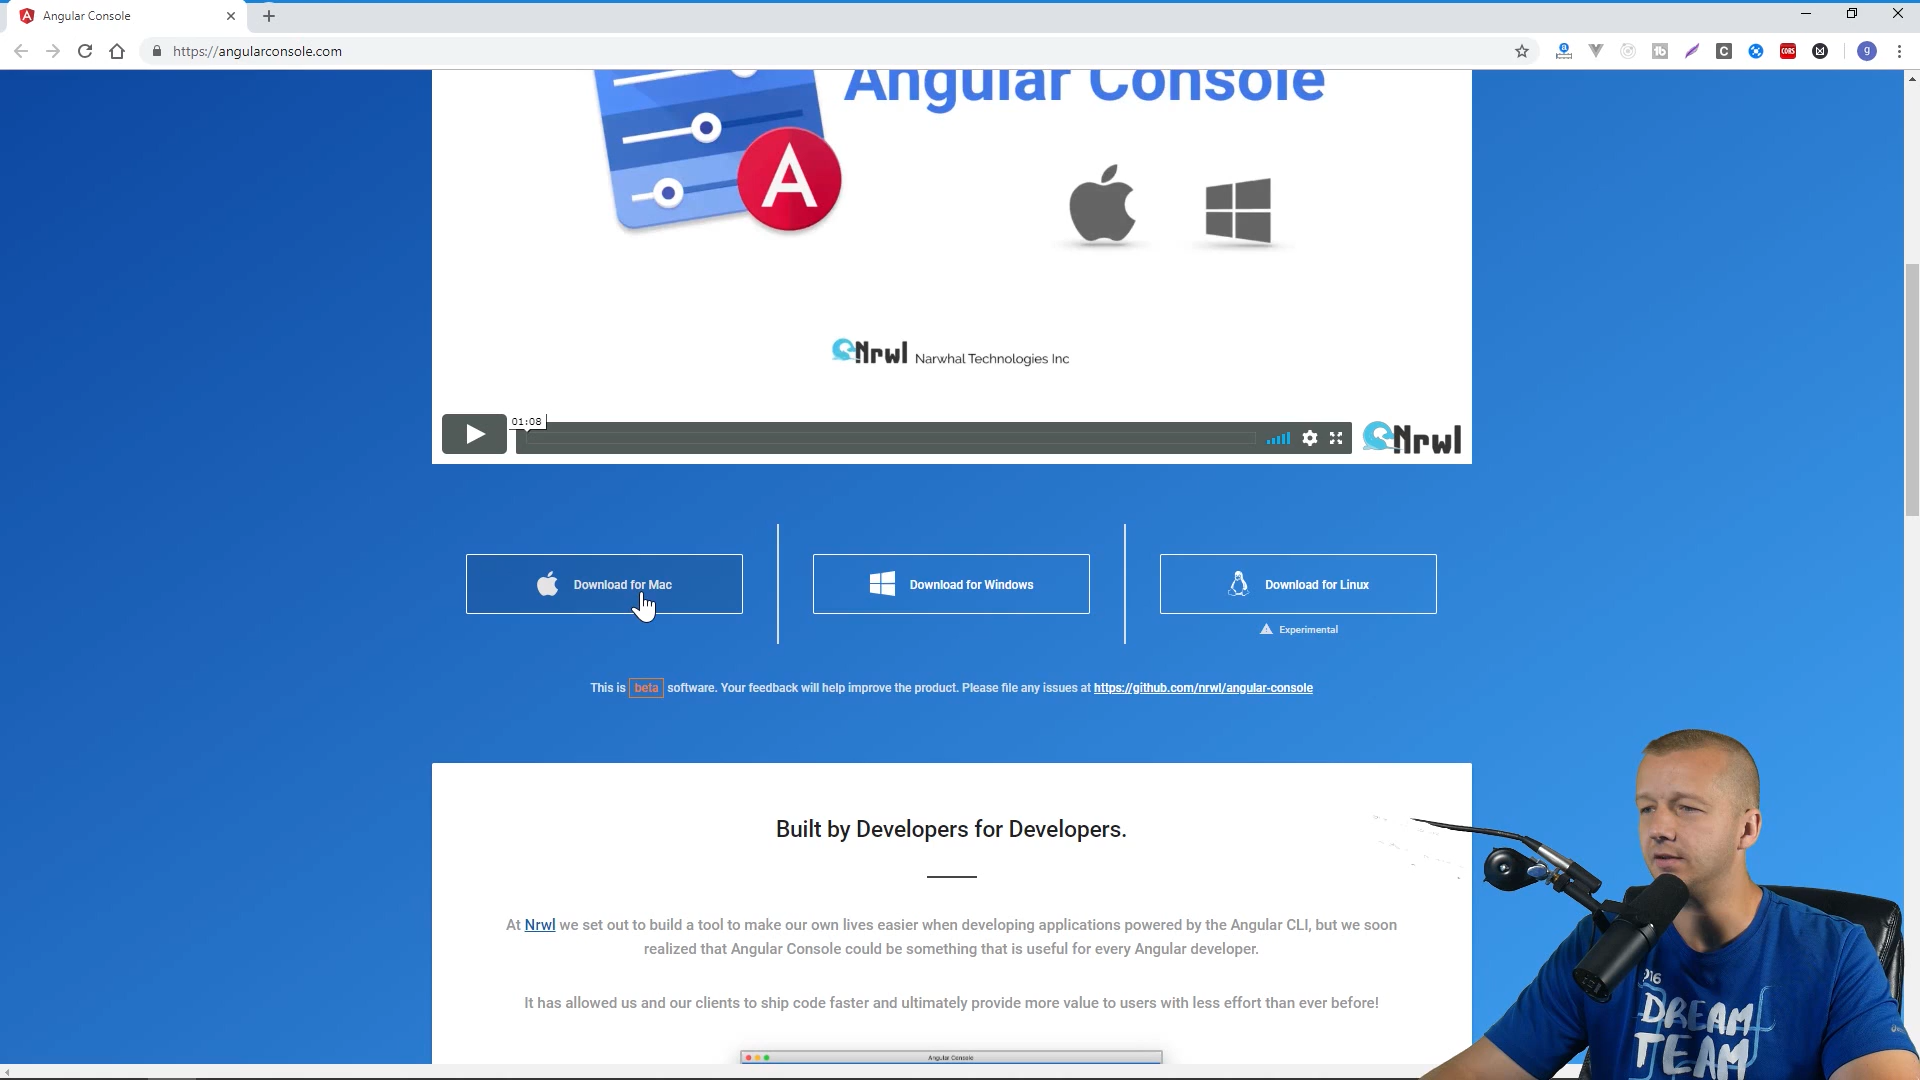 Angular Console
https://angularconsole.com
Angular Console
Nrwl Narwhal Technologies Inc
01:08
Nrwl
Download for Mac
Download for Windows
Download for Linux
Experimental
This is beta software. Your feedback will help improve the product. Please file any issues at https://github.com/nrwl/angular-console
Built by Developers for Developers.
At Nrwl we set out to build a tool to make our own lives easier when developing applications powered by the Angular CLI, but we soon
realized that Angular Console could be something that is useful for every Angular developer.
It has allowed us and our clients to ship code faster and ultimately provide more value to users with less effort than ever before!
Angular Console
DREAM
TEAM